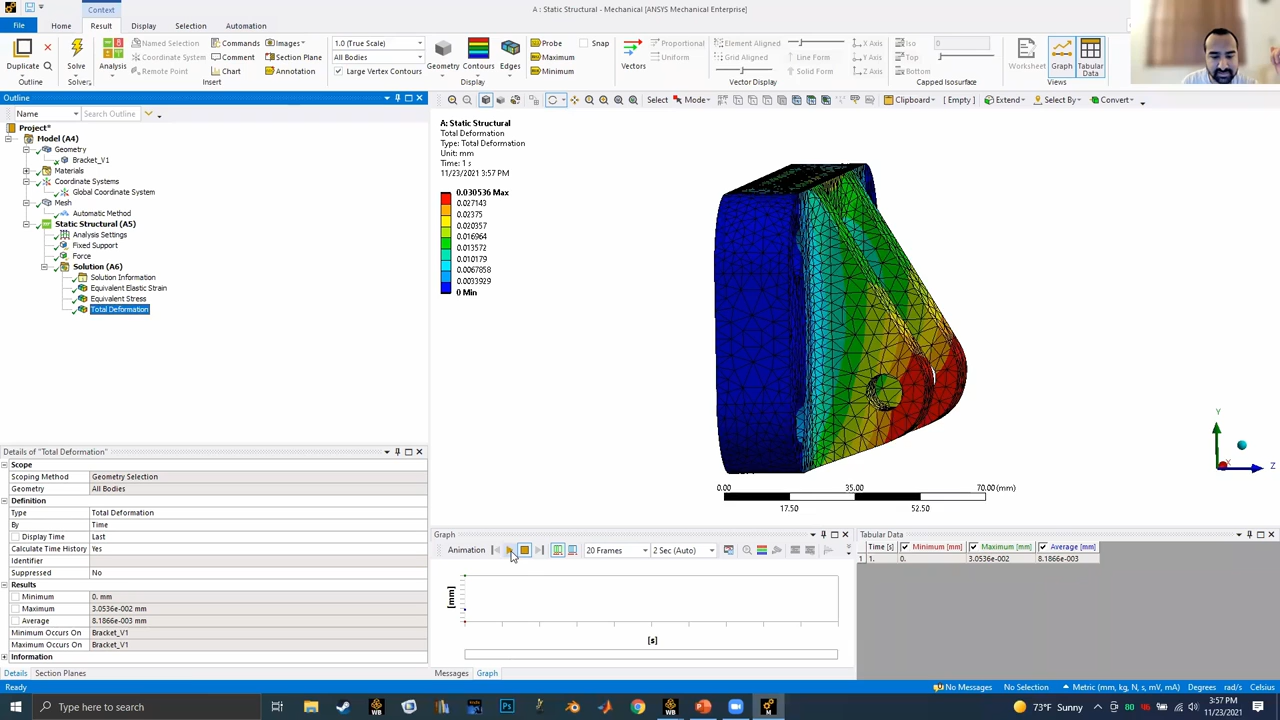 Context
A : Static Structural - Mechanical [ANSYS Mechanical Enterprise]
File Home Result Display Selection Automation
Duplicate
Outline
Solve
Solver
Analysis
Named Selection
Coordinate System
Remote Point
Commands
Comment
Chart
Images
Section Plane
Annotation
Insert
1.0 (True Scale)
All Bodies
Large Vertex Contours
Geometry Contours Edges
Display
Probe
Maximum
Minimum
Snap
Vectors
Proportional
Uniform
Element Aligned
Grid Aligned
Line Form
Solid Form
Vector Display
X Axis
Y Axis
Z Axis
Iso
Top
Bottom
0
Capped Isosurface
Worksheet
Graph
Tabular
Data
Views
Outline
Name Search Outline
Select Mode Clipboard [ Empty ] Extend Select By Convert
Project*
Model (A4)
Geometry
Bracket_V1
Materials
Coordinate Systems
Global Coordinate System
Mesh
Automatic Method
Static Structural (A5)
Analysis Settings
Fixed Support
Force
Solution (A6)
Solution Information
Equivalent Elastic Strain
Equivalent Stress
Total Deformation
A: Static Structural
Total Deformation
Type: Total Deformation
Unit: mm
Time: 1 s
11/23/2021 3:57 PM
0.030536 Max
0.027143
0.02375
0.020357
0.016964
0.013572
0.010179
0.0067858
0.0033929
0 Min
Y
Z
X
0.00 35.00 70.00 (mm)
17.50 52.50
Details of "Total Deformation"
Scope
Scoping Method Geometry Selection
Geometry All Bodies
Definition
Type Total Deformation
By Time
Display Time Last
Calculate Time History Yes
Identifier
Suppressed No
Results
Minimum 0. mm
Maximum 3.0536e-002 mm
Average 8.1866e-003 mm
Minimum Occurs On Bracket_V1
Maximum Occurs On Bracket_V1
Information
Details Section Planes
Graph
Animation 20 Frames 2 Sec (Auto)
[mm]
[s]
Messages Graph
Tabular Data
Time [s] Minimum [mm] Maximum [mm] Average [mm]
1 1. 0. 3.0536e-002 8.1866e-003
Ready No Messages No Selection Metric (mm, kg, N, s, mV, mA) Degrees rad/s Celsius
Type here to search
73°F Sunny
3:57 PM
11/23/2021